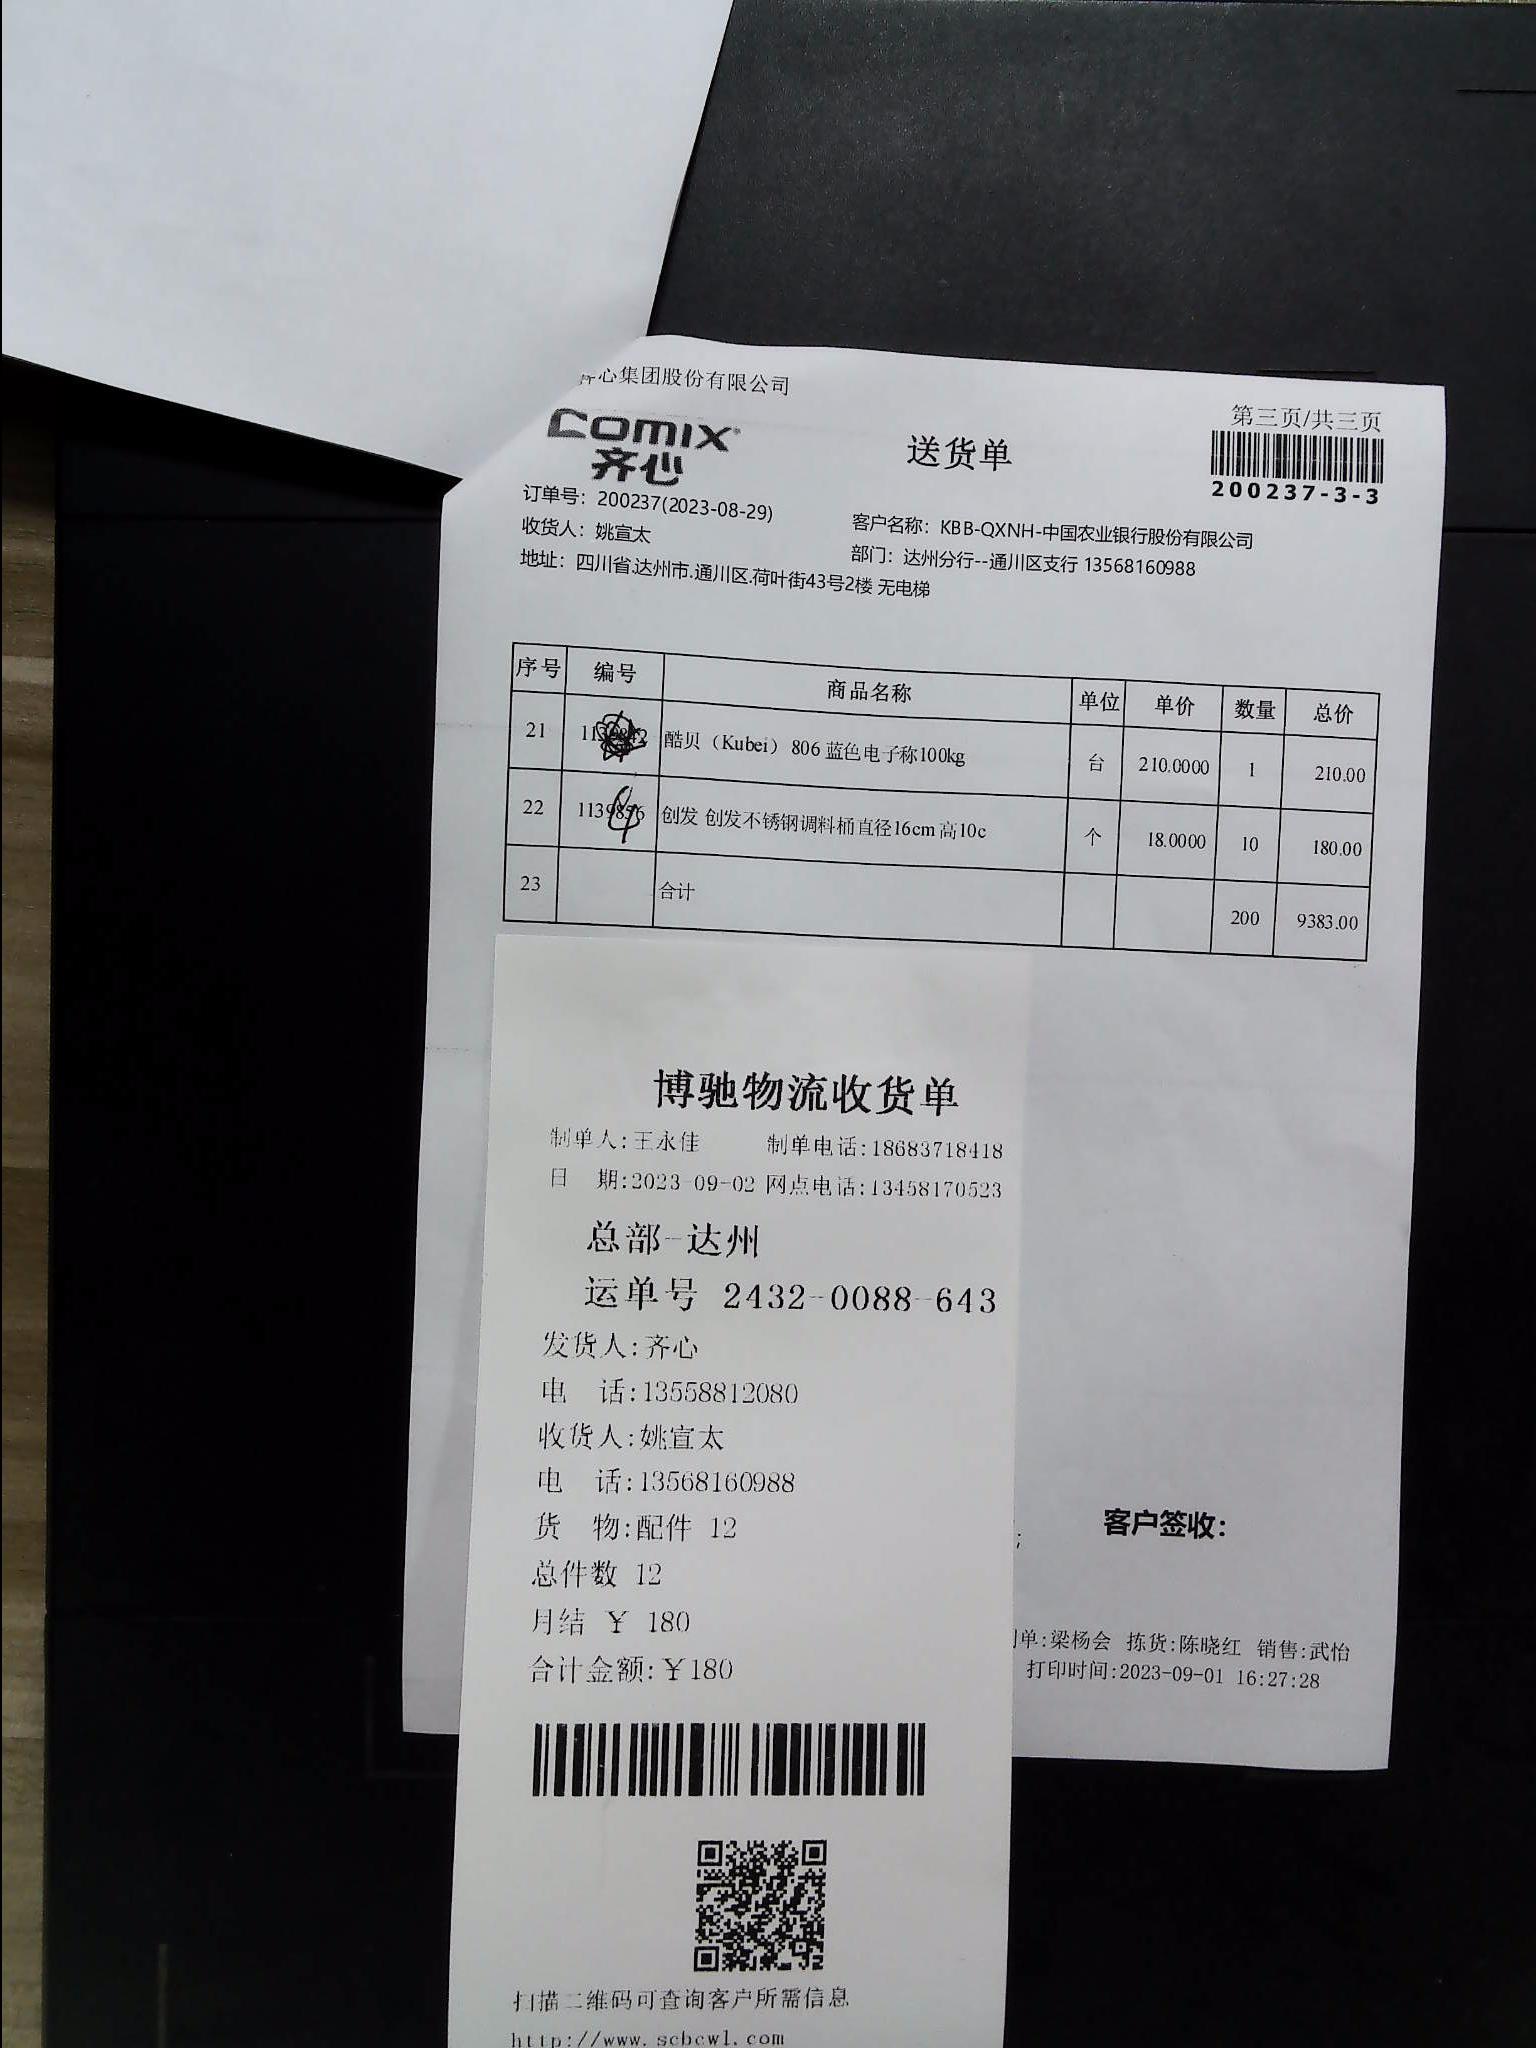 心集团股份有限公司
第三页/共三页
comix
齐心
送货单
200237-3-3
订单号：200237(2023-08-29)
收货人：姚宣太
客户名称：KBB-QXNH-中国农业银行股份有限公司
部门：达州分行--通川区支行 13568160988
地址：四川省.达州市.通川区.荷叶街43号2楼 无电梯
序号 编号 商品名称 单位 单价 数量 总价
21 酷贝（Kubei） 806 蓝色电子称100kg 台 210.0000 1 210.00
22 1139856 创发 创发不锈钢调料桶直径16cm 高10c 个 18.0000 10 180.00
4
23 合计 200 9383.00
博驰物流收货单
制单人:王永佳 制单电话:18683718418
日 期:2023-09-02 网点电话:13458170523
总部-达州
运单号 2432-0088-643
发货人:齐心
电 话:13558812080
收货人:姚宣太
电 话:13568160988
货 物:配件 12
客户签收：
总件数 12
月结 ￥ 180
单:梁杨会 拣货:陈晓红 销售:武怡
合计金额:￥180
打印时间:2023-09-01 16:27:28
扫描二维码可查询客户所需信息
http://www.scbcwl.com